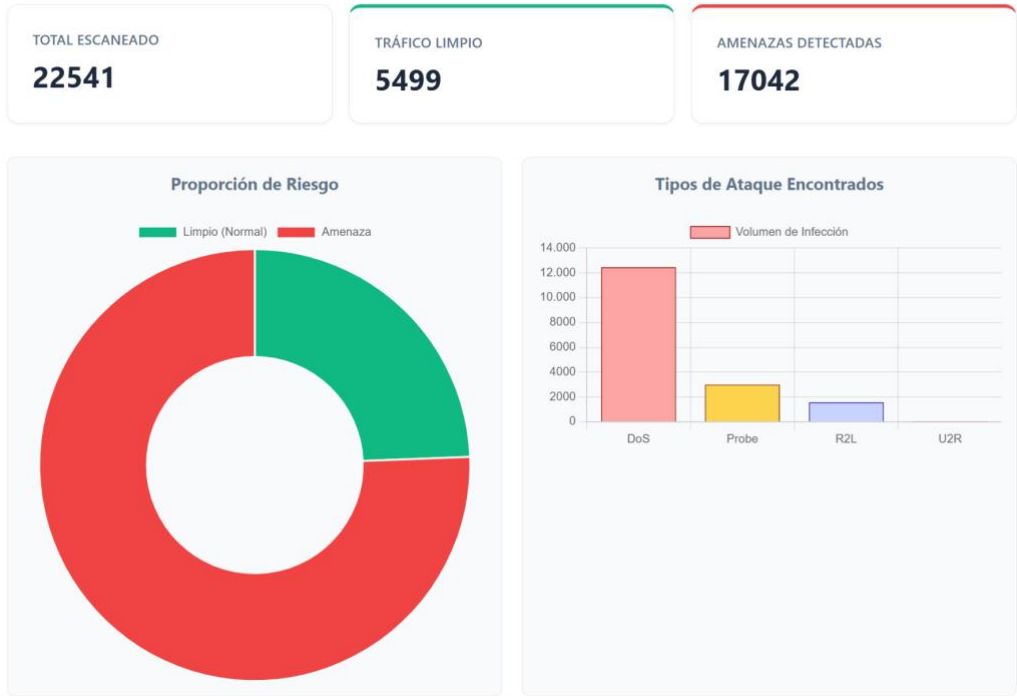 TOTAL ESCANEADO
22541
TRÁFICO LIMPIO
5499
AMENAZAS DETECTADAS
17042
Proporción de Riesgo
Limpio (Normal)
Amenaza
Tipos de Ataque Encontrados
Volumen de Infección
14.000
12.000
10.000
8000
6000
4000
2000
0
DoS
Probe
R2L
U2R